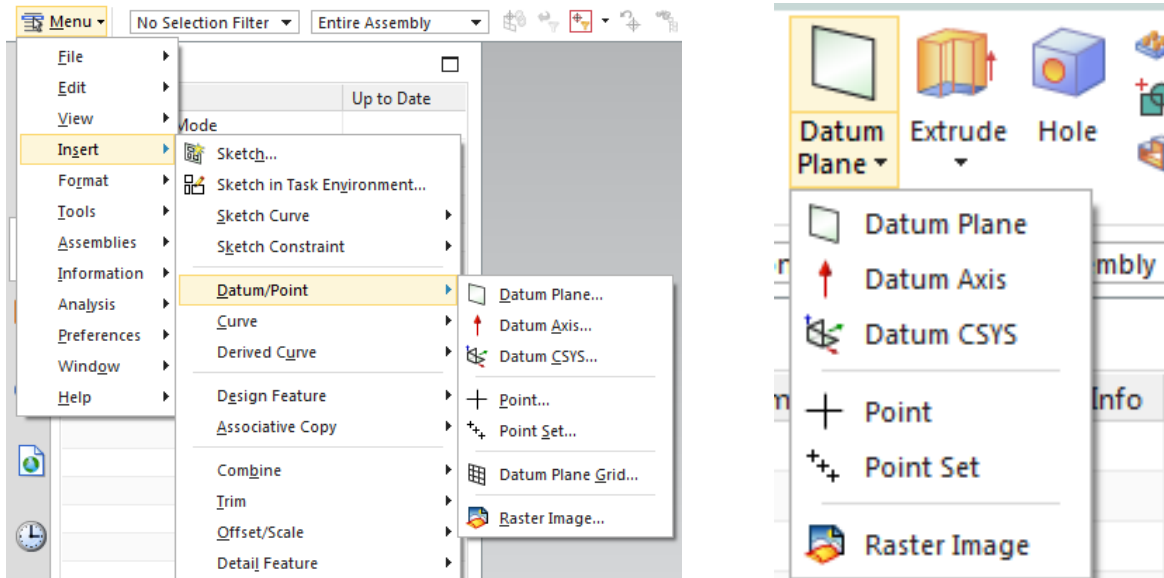 Menu
No Selection Filter
Entire Assembly
File
Edit
View
Insert
Format
Tools
Assemblies
Information
Analysis
Preferences
Window
Help
Up to Date
Mode
Sketch...
Sketch in Task Environment...
Sketch Curve
Sketch Constraint
Datum/Point
Curve
Derived Curve
Design Feature
Associative Copy
Combine
Trim
Offset/Scale
Detail Feature
Datum Plane...
Datum Axis...
Datum CSYS...
Point...
Point Set...
Datum Plane Grid...
Raster Image...
Datum
Plane
Extrude
Hole
Datum Plane
Datum Axis
Datum CSYS
Point
Point Set
Raster Image
mbly
Info